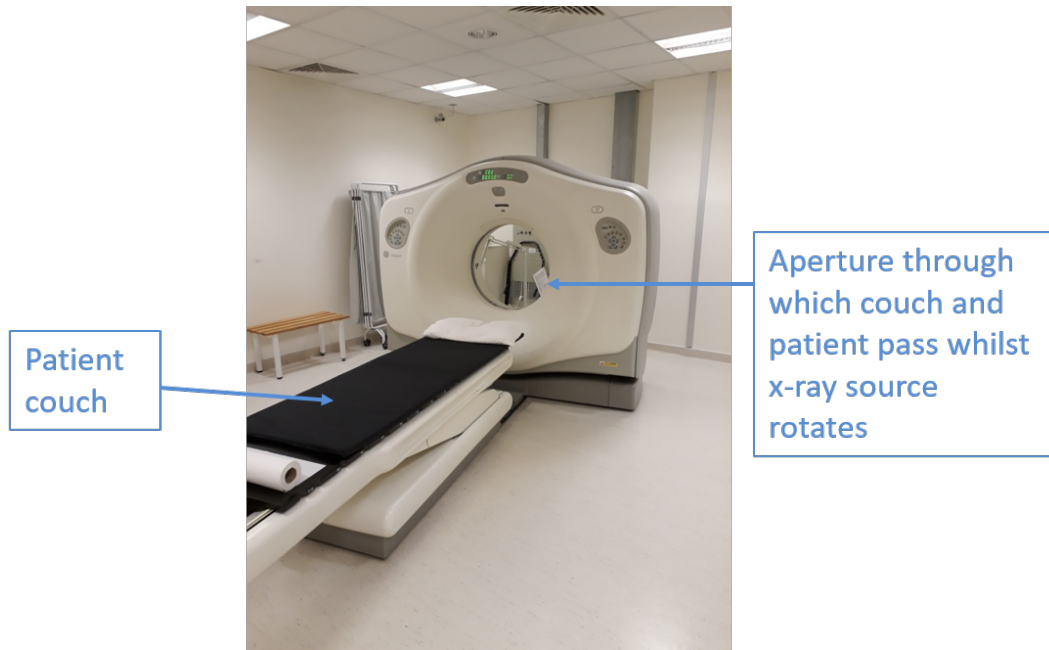 Patient
couch
Aperture through
which couch and
patient pass whilst
x-ray source
rotates